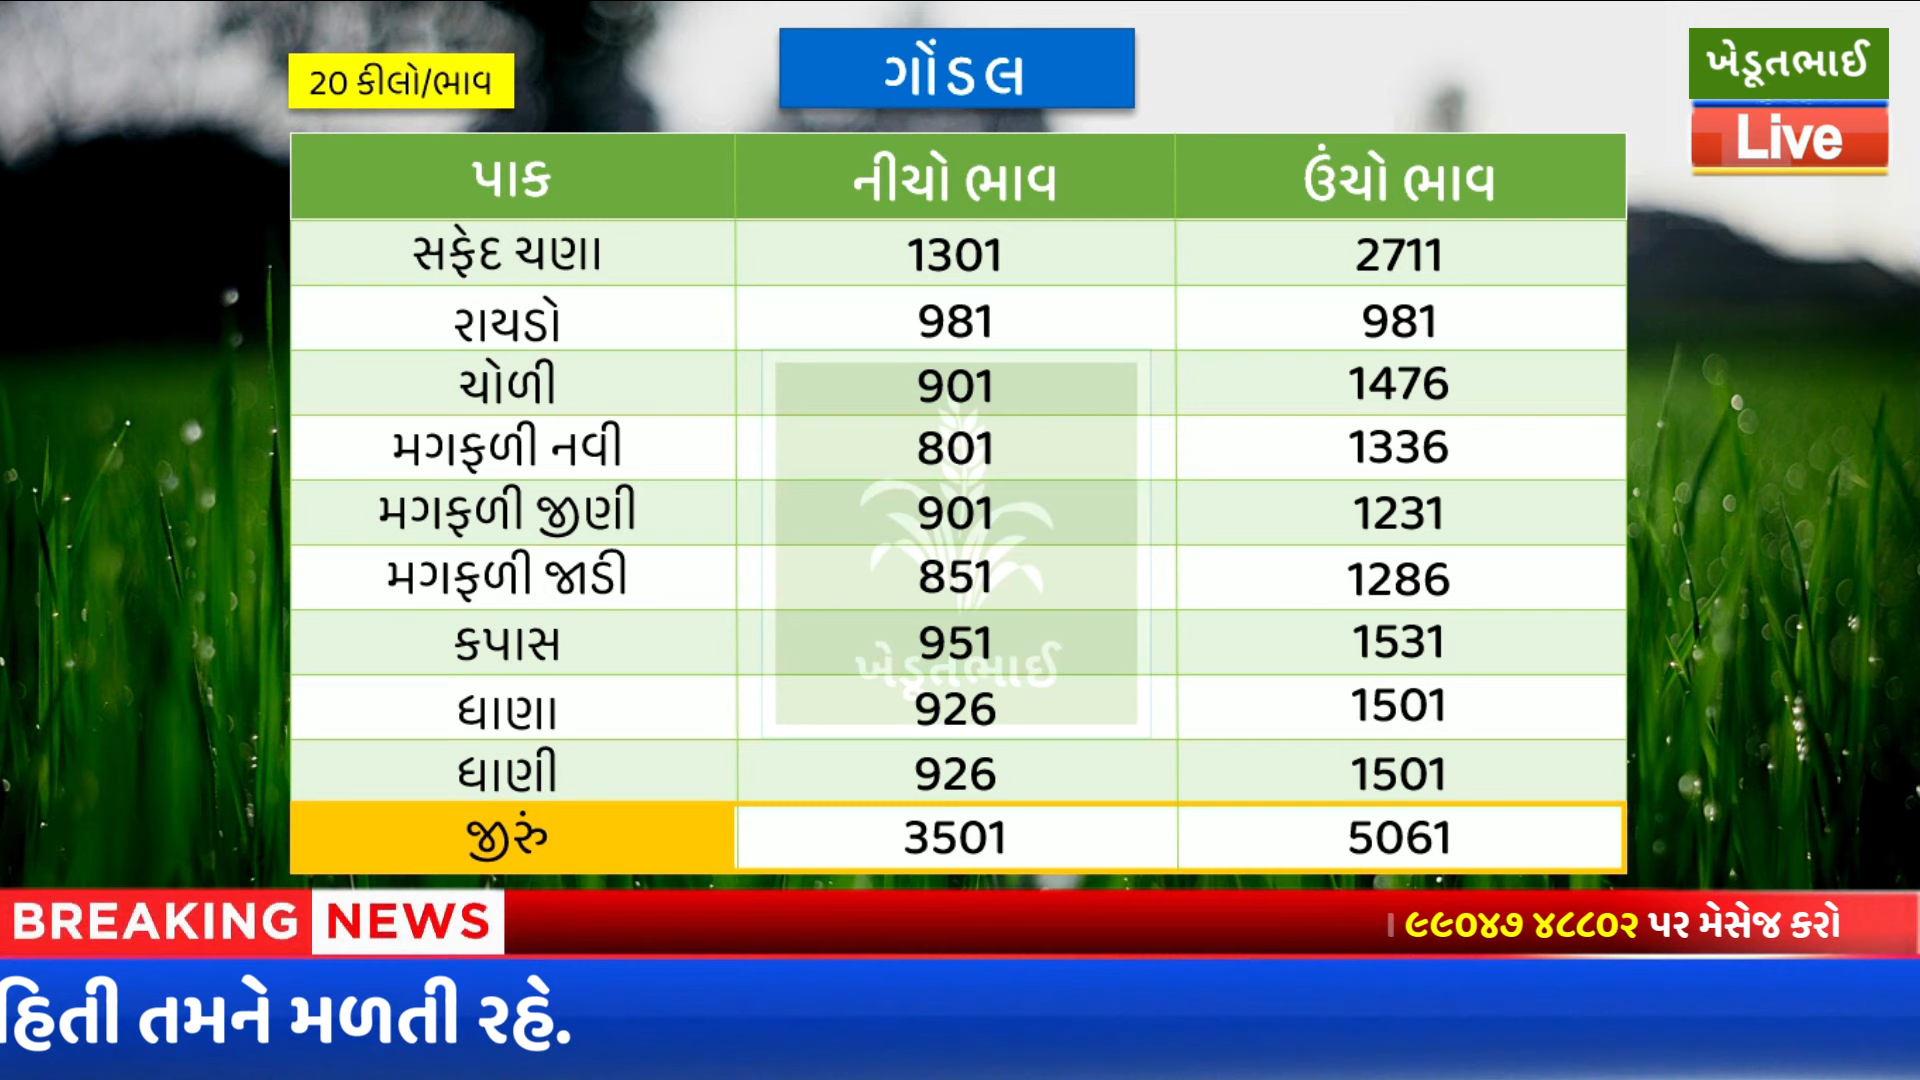 20 કીલો/ભાવ
ગોંડલ
ખેડૂતભાઈ
Live
પાક નીચો ભાવ ઉંચો ભાવ
સફેદ ચણા 1301 2711
રાયડો 981 981
ચોળી 901 1476
મગફળી નવી 801 1336
મગફળી જીણી 901 1231
મગફળી જાડી 851 1286
કપાસ 951 1531
ખેડૂતભાઈ
ધાણા 926 1501
ધાણી 926 1501
જીરું 3501 5061
BREAKING NEWS
૯૯૦૪૭ ૪૮૮૦૨ પર મેસેજ કરો
હિતી તમને મળતી રહે.